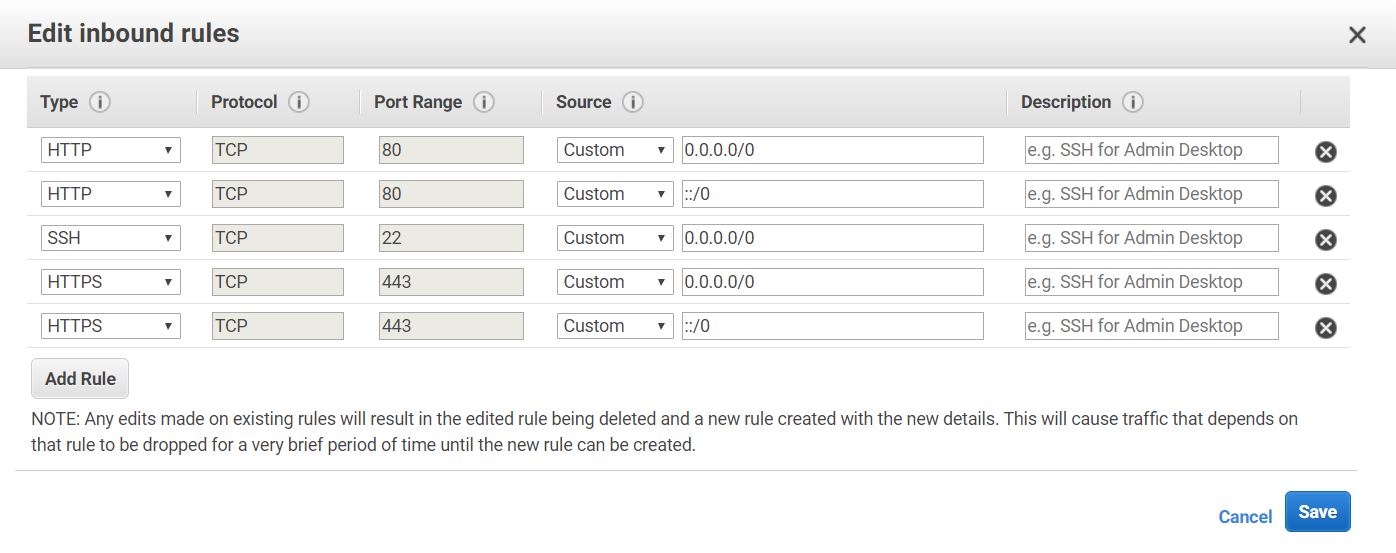 Edit inbound rules
Type Protocol Port Range Source Description
HTTP TCP 80 Custom 0.0.0.0/0 e.g. SSH for Admin Desktop
HTTP TCP 80 Custom ::/0 e.g. SSH for Admin Desktop
SSH TCP 22 Custom 0.0.0.0/0 e.g. SSH for Admin Desktop
HTTPS TCP 443 Custom 0.0.0.0/0 e.g. SSH for Admin Desktop
HTTPS TCP 443 Custom ::/0 e.g. SSH for Admin Desktop
Add Rule
NOTE: Any edits made on existing rules will result in the edited rule being deleted and a new rule created with the new details. This will cause traffic that depends on
that rule to be dropped for a very brief period of time until the new rule can be created.
Cancel Save